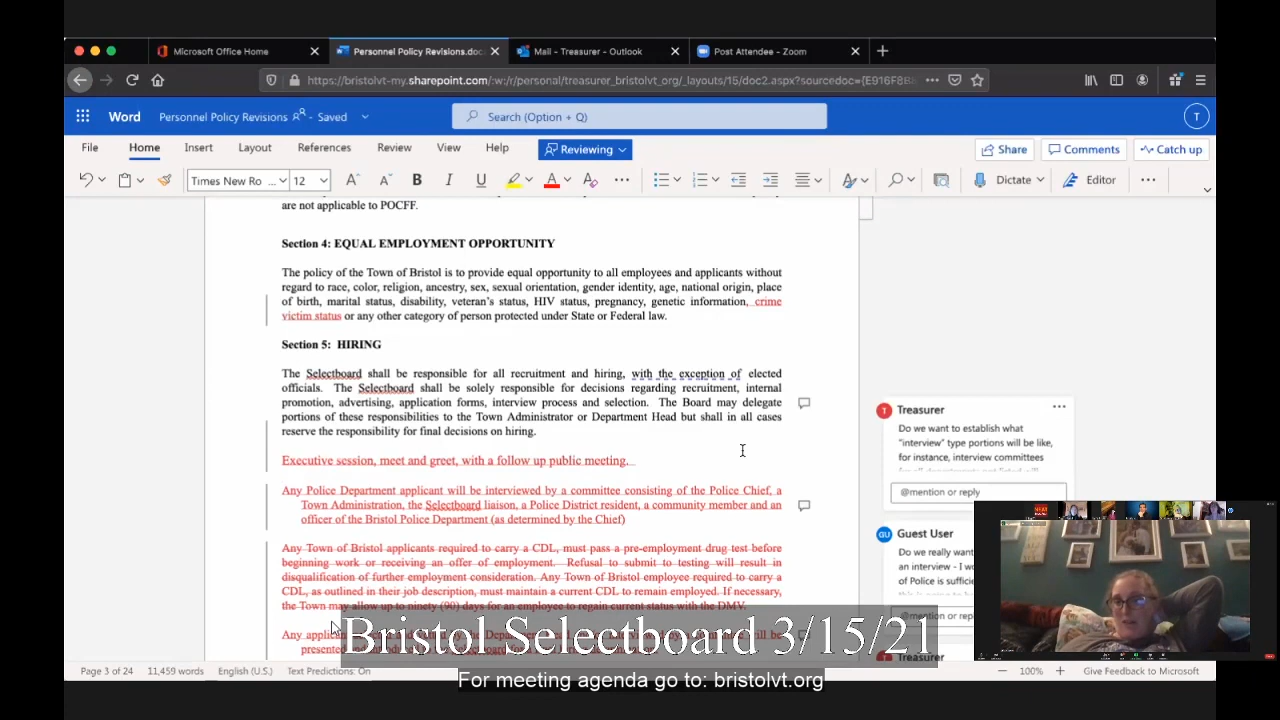 Microsoft Office Home
Personnel Policy Revisions.doc
Mail - Treasurer - Outlook
Post Attendee - Zoom
https://bristolvt-my.sharepoint.com/:w:/r/personal/treasurer_bristolvt_org/_layouts/15/doc2.aspx?sourcedoc={E916F8B
Word
Personnel Policy Revisions - Saved
Search (Option + Q)
T
File Home Insert Layout References Review View Help Reviewing
Share Comments Catch up
Times New Ro ... 12 B I U A Dictate Editor
are not applicable to POCFF.
Section 4: EQUAL EMPLOYMENT OPPORTUNITY
The policy of the Town of Bristol is to provide equal opportunity to all employees and applicants without
regard to race, color, religion, ancestry, sex, sexual orientation, gender identity, age, national origin, place
of birth, marital status, disability, veteran's status, HIV status, pregnancy, genetic information, crime
victim status or any other category of person protected under State or Federal law.
Section 5: HIRING
The Selectboard shall be responsible for all recruitment and hiring, with the exception of elected
officials. The Selectboard shall be solely responsible for decisions regarding recruitment, internal
promotion, advertising, application forms, interview process and selection. The Board may delegate
portions of these responsibilities to the Town Administrator or Department Head but shall in all cases
reserve the responsibility for final decisions on hiring.
Executive session, meet and greet, with a follow up public meeting.
Any Police Department applicant will be interviewed by a committee consisting of the Police Chief, a
Town Administration, the Selectboard liaison, a Police District resident, a community member and an
officer of the Bristol Police Department (as determined by the Chief)
Any Town of Bristol applicants required to carry a CDL, must pass a pre-employment drug test before
beginning work or receiving an offer of employment. Refusal to submit to testing will result in
disqualification of further employment consideration. Any Town of Bristol employee required to carry a
CDL, as outlined in their job description, must maintain a current CDL to remain employed. If necessary,
the Town may allow up to ninety (90) days for an employee to regain current status with the DMV.
T Treasurer
Do we want to establish what
"interview" type portions will be like,
for instance, interview committees
@mention or reply
GU Guest User
Do we really want
an interview - I wo
of Police is sufficie
@mention or reply
Treasurer
Bristol Selectboard 3/15/21
For meeting agenda go to: bristolvt.org
Page 3 of 24 11,459 words English (U.S.) Text Predictions: On
100% Give Feedback to Microsoft